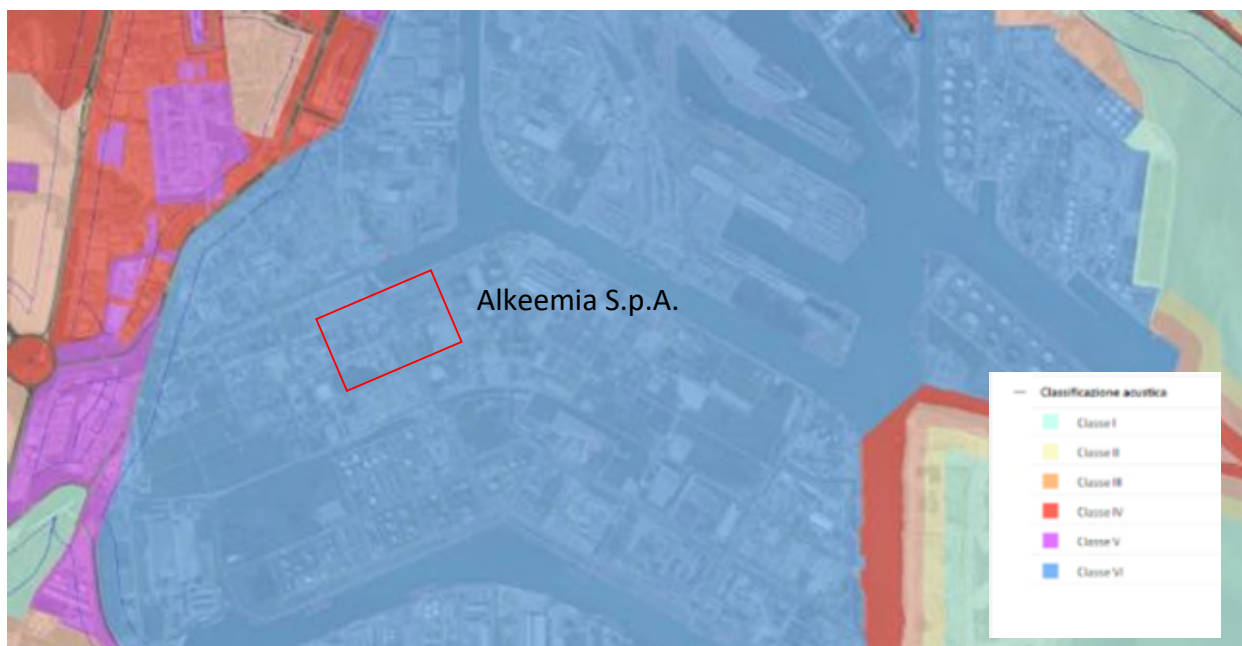 Alkeemia S.p.A.
Classificazione acustica
Classe I
Classe II
Classe III
Classe IV
Classe V
Classe VI